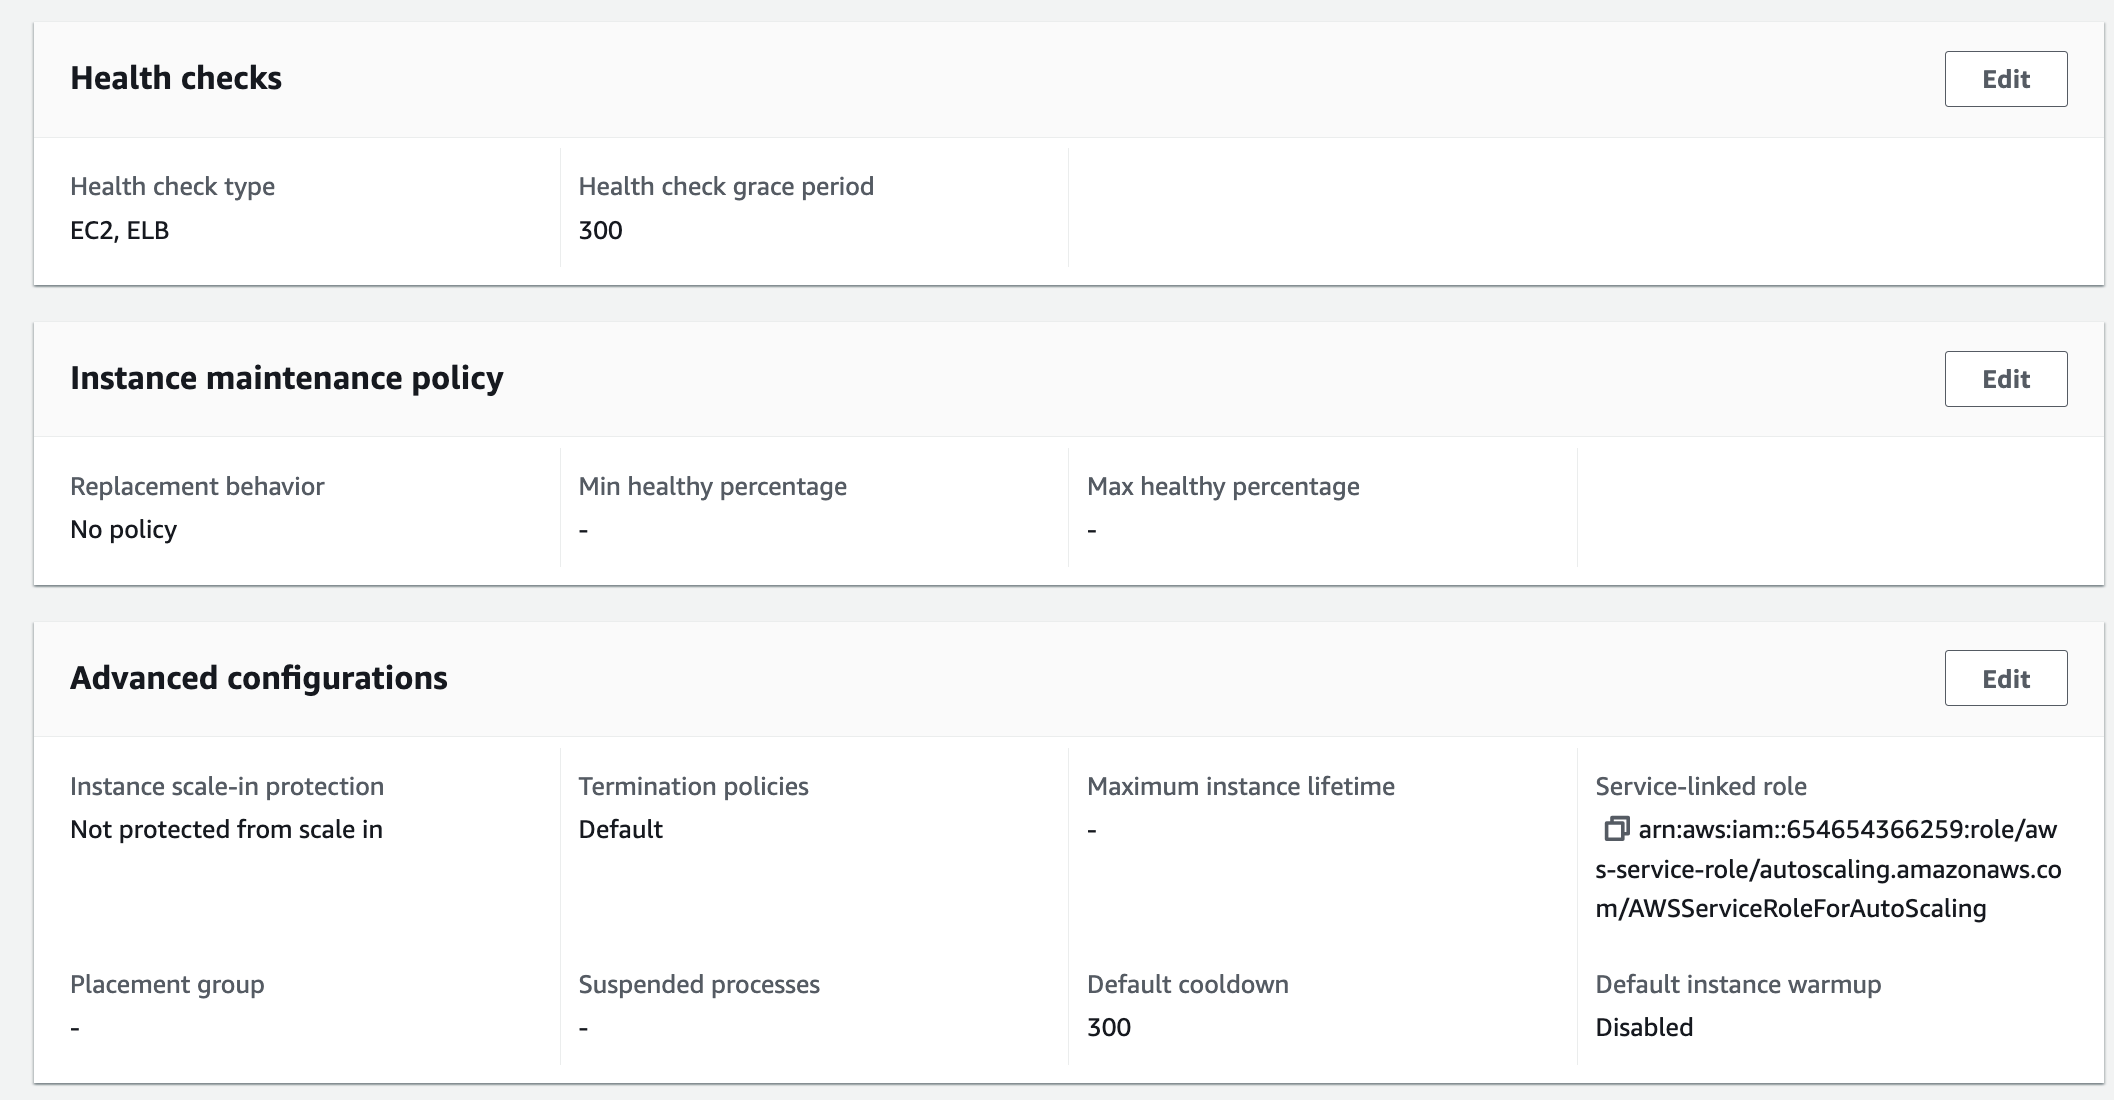 Health checks
Edit
Health check type
EC2, ELB
Health check grace period
300
Instance maintenance policy
Edit
Replacement behavior
No policy
Min healthy percentage
-
Max healthy percentage
-
Advanced configurations
Edit
Instance scale-in protection
Not protected from scale in
Termination policies
Default
Maximum instance lifetime
-
Service-linked role
arn:aws:iam::654654366259:role/aw
s-service-role/autoscaling.amazonaws.co
m/AWSServiceRoleForAutoScaling
Placement group
-
Suspended processes
-
Default cooldown
300
Default instance warmup
Disabled